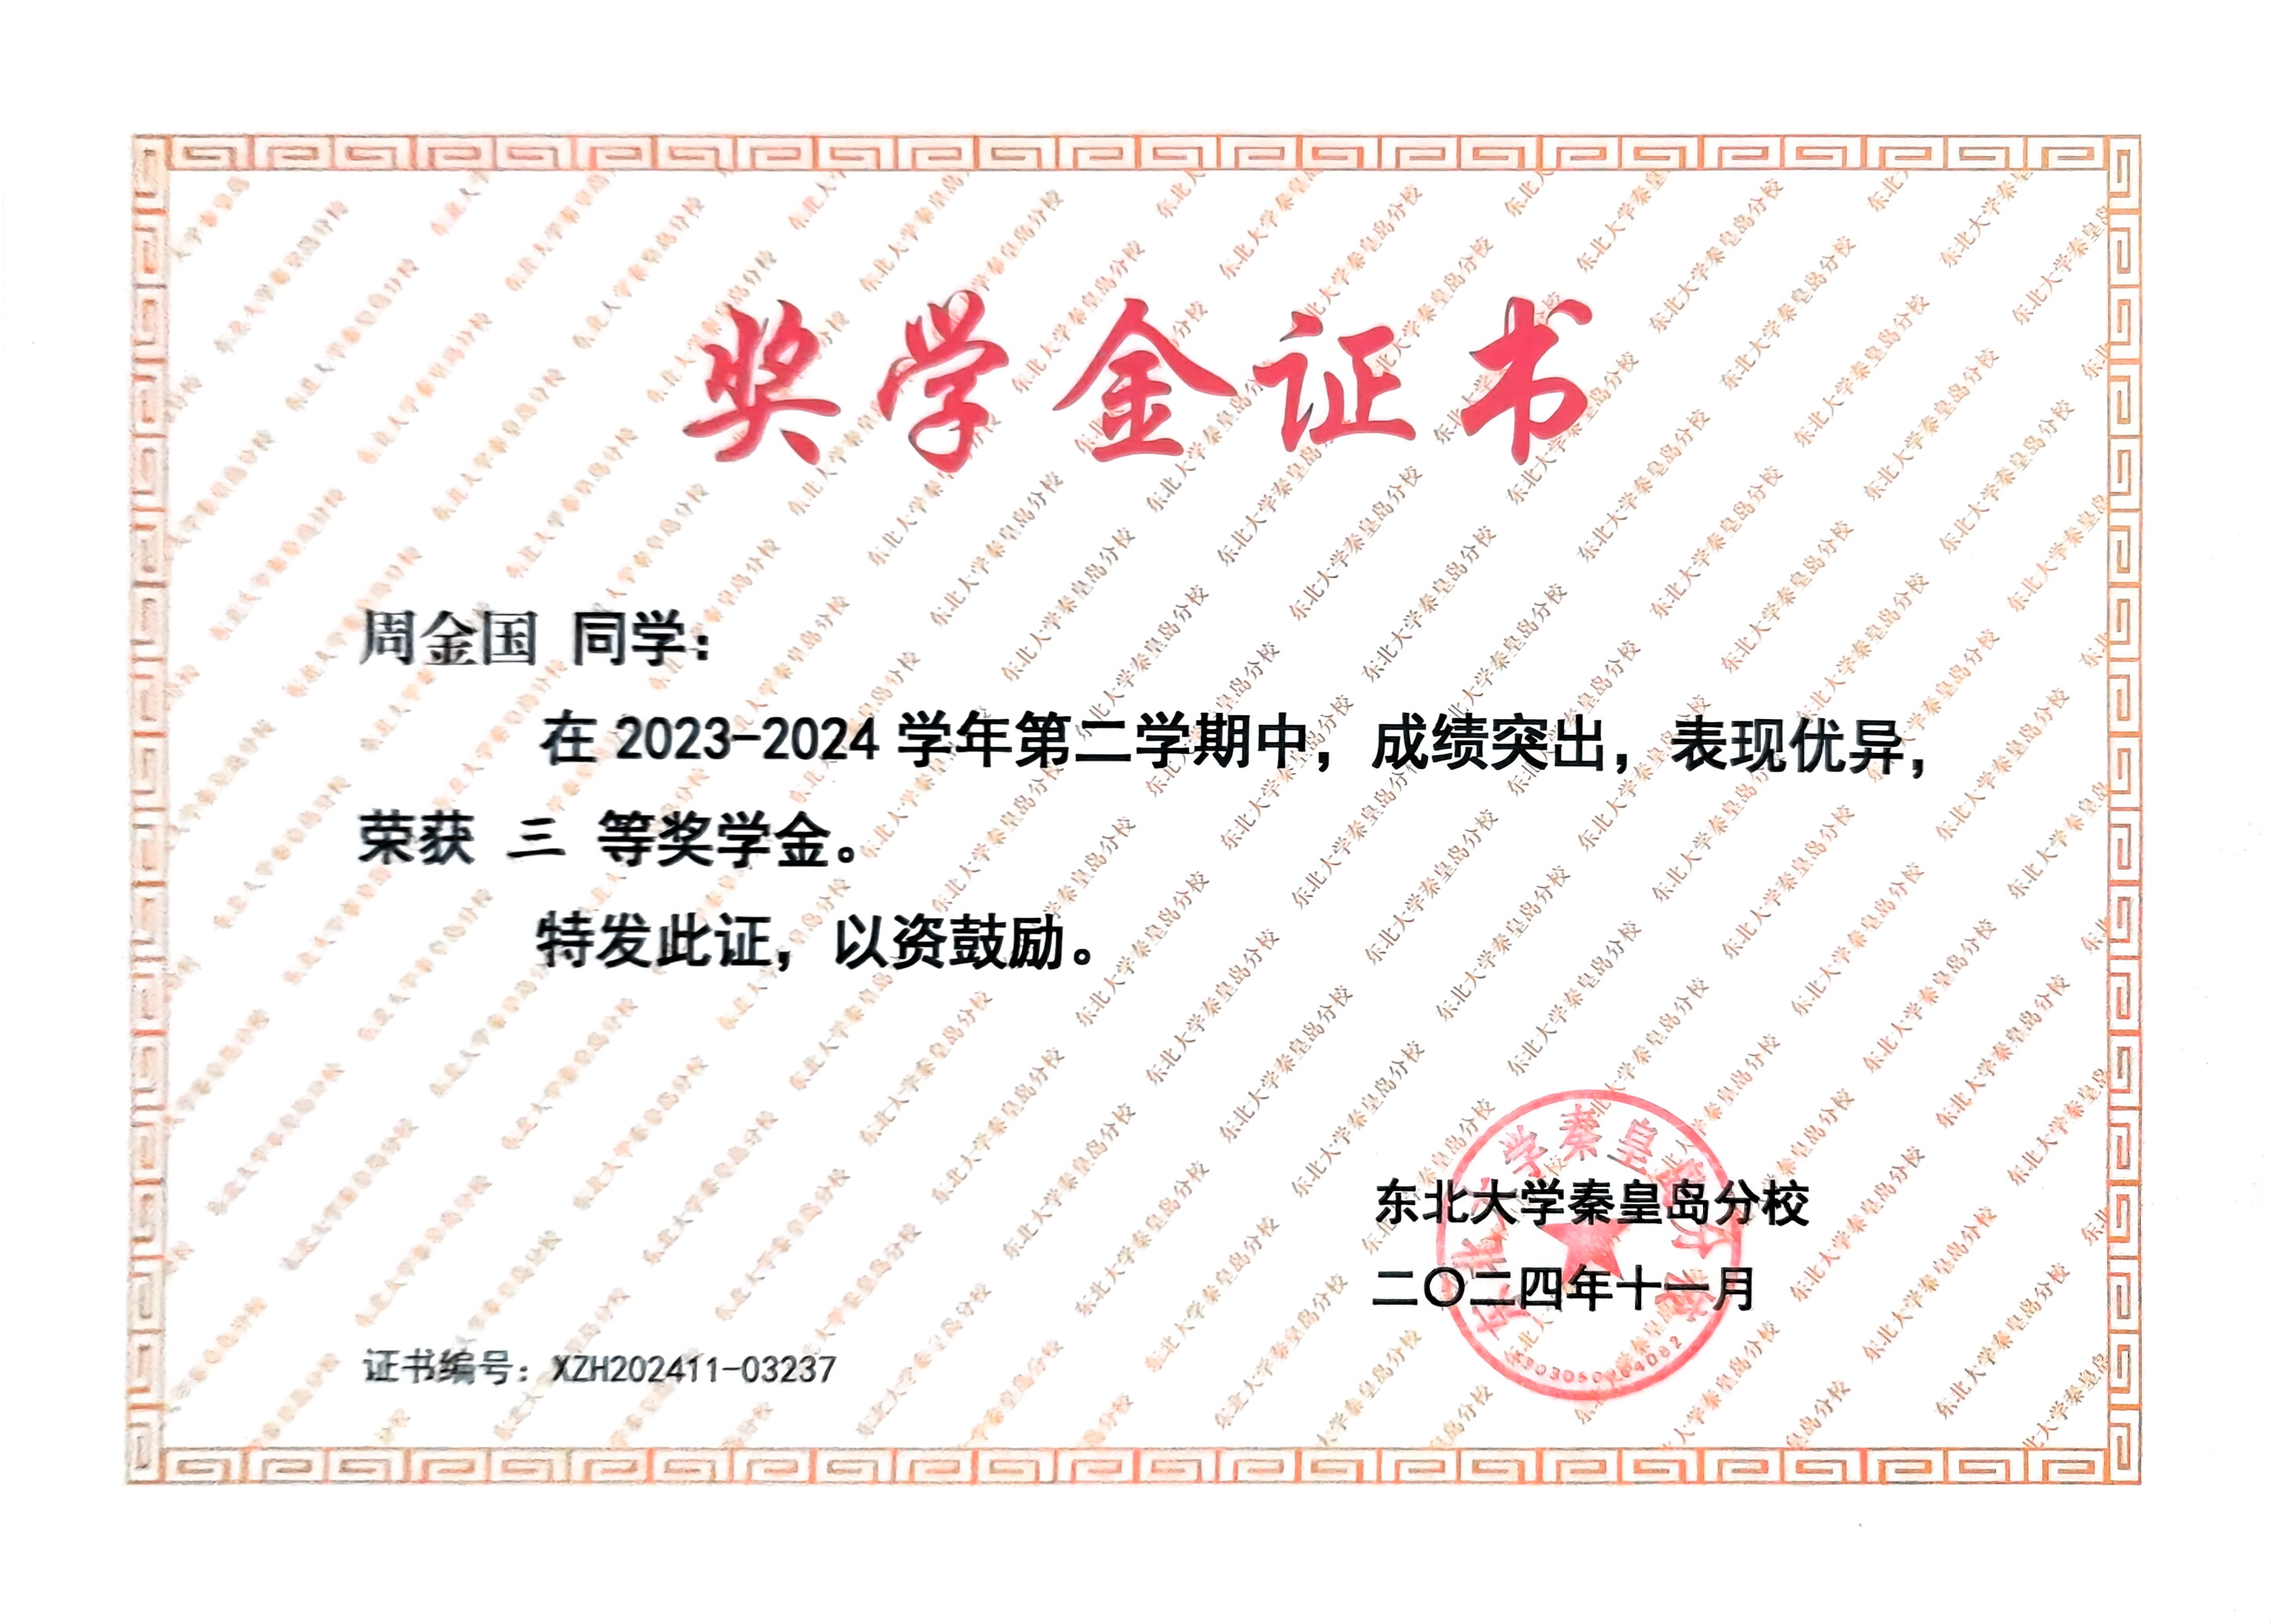 奖学金证书
周金国 同学：
在 2023-2024 学年第二学期中，成绩突出，表现优异，
荣获 三 等奖学金。
特发此证，以资鼓励。
东北大学秦皇岛分校
二〇二四年十一月
证书编号：XZH202411-03237